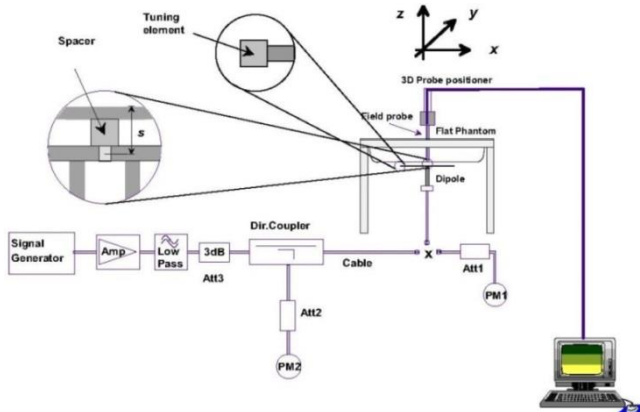 Tuning
element
Spacer
s
z
y
x
3D Probe positioner
Field probe
Flat Phantom
Dipole
Signal
Generator
Amp
Low
Pass
3dB
Att3
Dir.Coupler
Cable
x
Att1
PM1
Att2
PM2